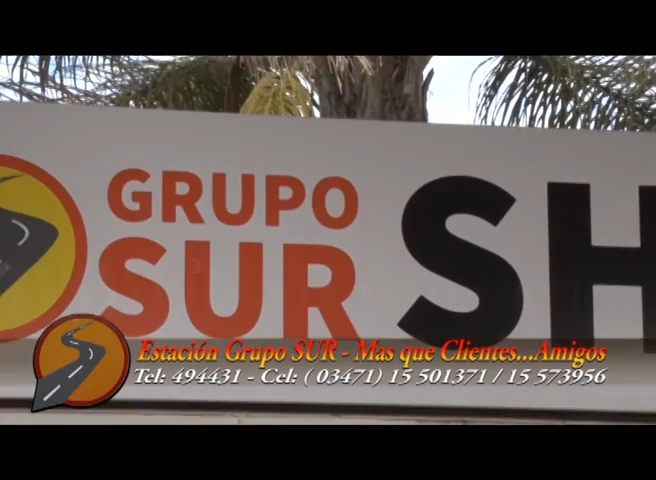 GRUPO
SUR SH
Estación Grupo SUR - Mas que Clientes...Amigos
Tel: 494431 - Cel: ( 03471) 15 501371 / 15 573956